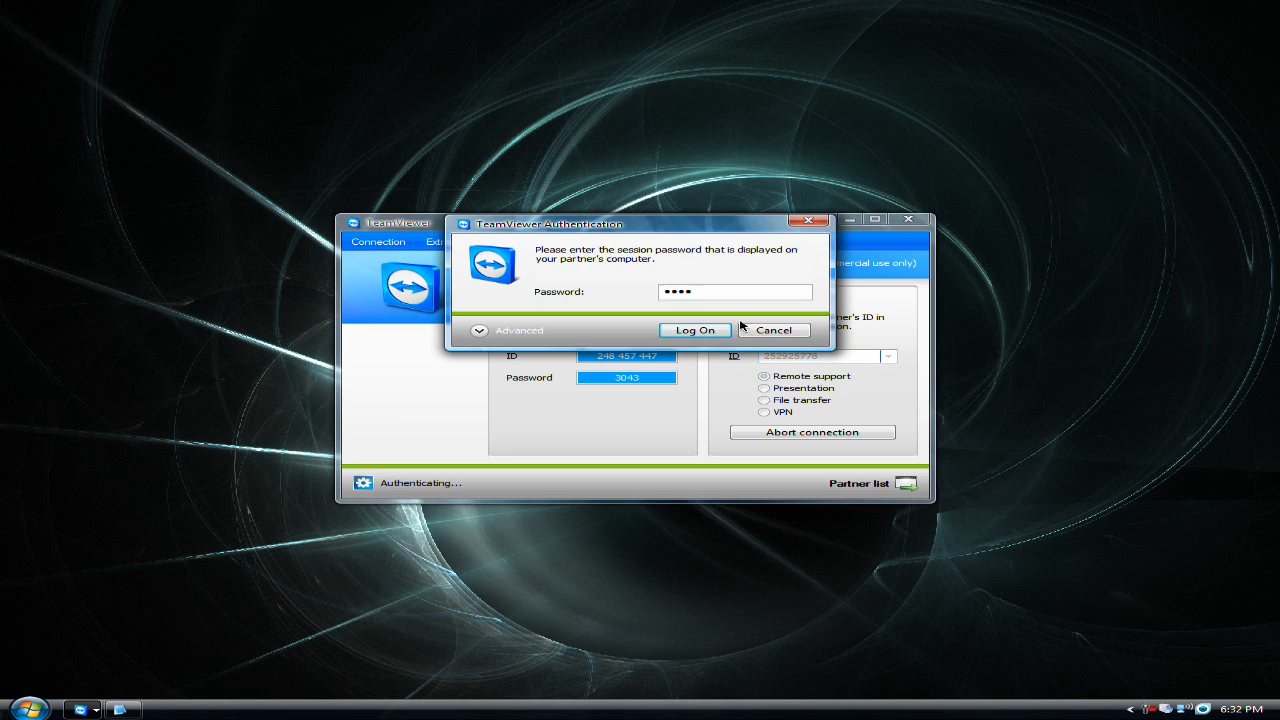 TeamViewer
Connection Extr
TeamViewer Authentication
Please enter the session password that is displayed on
your partner's computer.
Password: ••••
Advanced
Log On
Cancel
mercial use only)
ner's ID in
on.
ID 248 457 447
Password 3043
ID 252925778
Remote support
Presentation
File transfer
VPN
Abort connection
Authenticating...
Partner list
6:32 PM